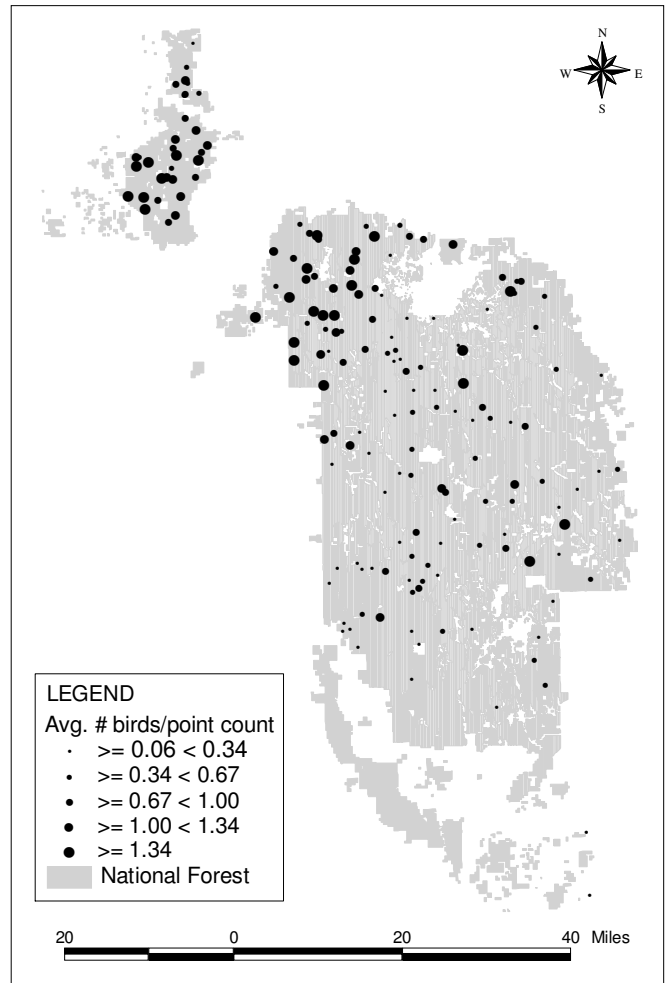 N
W E
S
LEGEND
Avg. # birds/point count
>= 0.06 < 0.34
>= 0.34 < 0.67
>= 0.67 < 1.00
>= 1.00 < 1.34
>= 1.34
National Forest
20 0 20 40 Miles